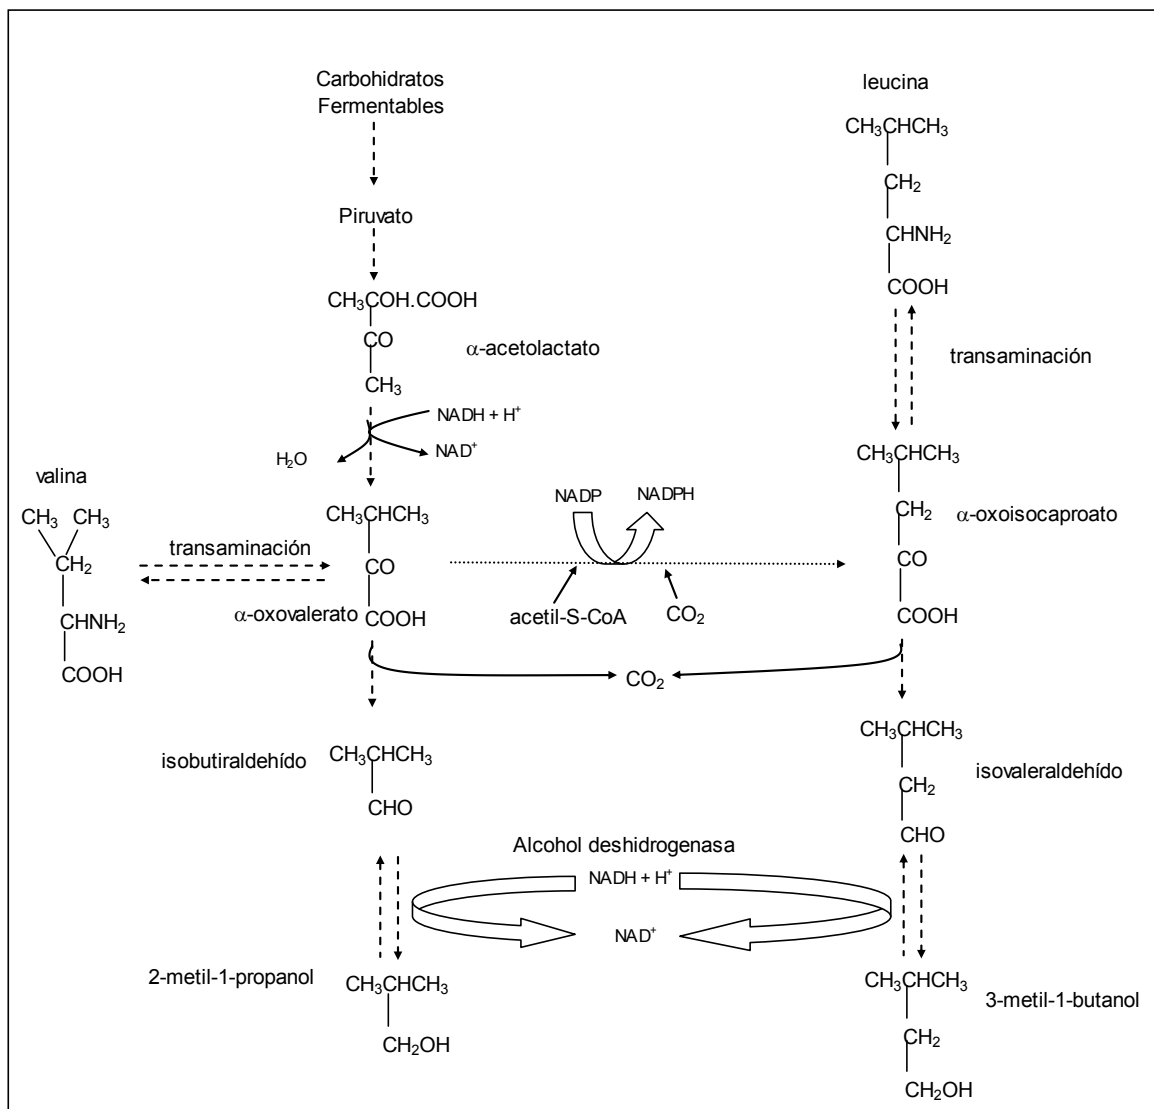 Carbohidratos
Fermentables
leucina
CH₃CHCH₃
CH₂
CHNH₂
COOH
Piruvato
CH₃COH.COOH
CO
CH₃
α-acetolactato
transaminación
NADH + H⁺
NAD⁺
H₂O
valina
CH₃ CH₃
CH₂
CHNH₂
COOH
transaminación
CH₃CHCH₃
CO
COOH
α-oxovalerato
NADP
NADPH
acetil-S-CoA
CO₂
CH₃CHCH₃
CH₂
CO
COOH
α-oxoisocaproato
CO₂
isobutiraldehído
CH₃CHCH₃
CHO
CH₃CHCH₃
CH₂
CHO
isovaleraldehído
Alcohol deshidrogenasa
NADH + H⁺
NAD⁺
2-metil-1-propanol
CH₃CHCH₃
CH₂OH
CH₃CHCH₃
CH₂
CH₂OH
3-metil-1-butanol